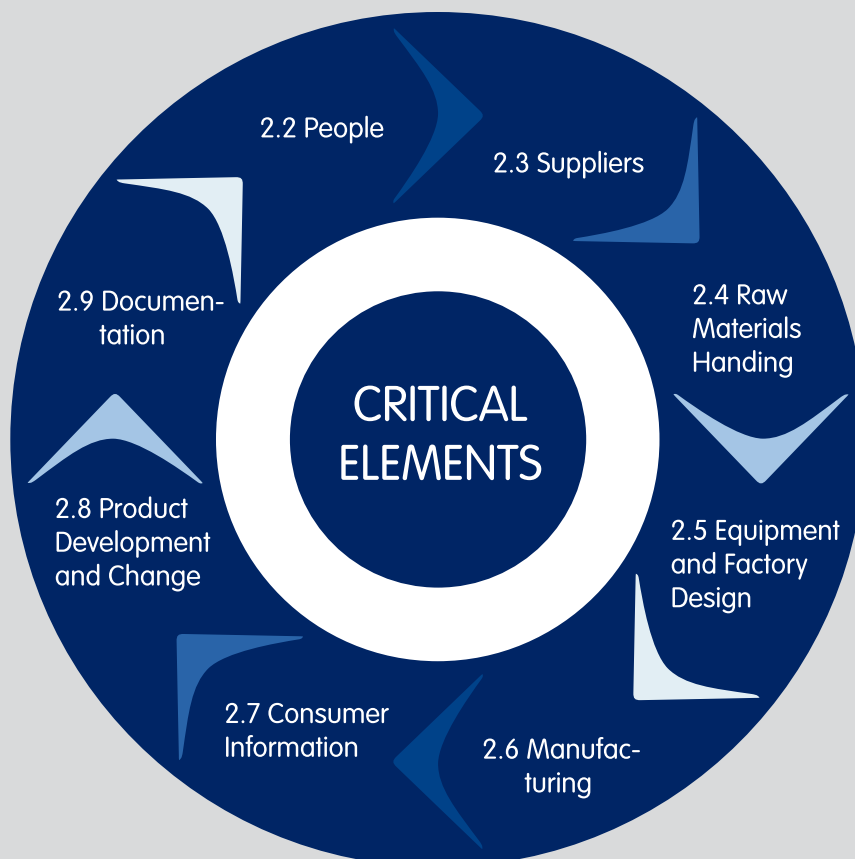 2.2 People
2.3 Suppliers
2.4 Raw
Materials
Handing
2.5 Equipment
and Factory
Design
2.6 Manufac-
turing
2.7 Consumer
Information
2.8 Product
Development
and Change
2.9 Documen-
tation
CRITICAL
ELEMENTS